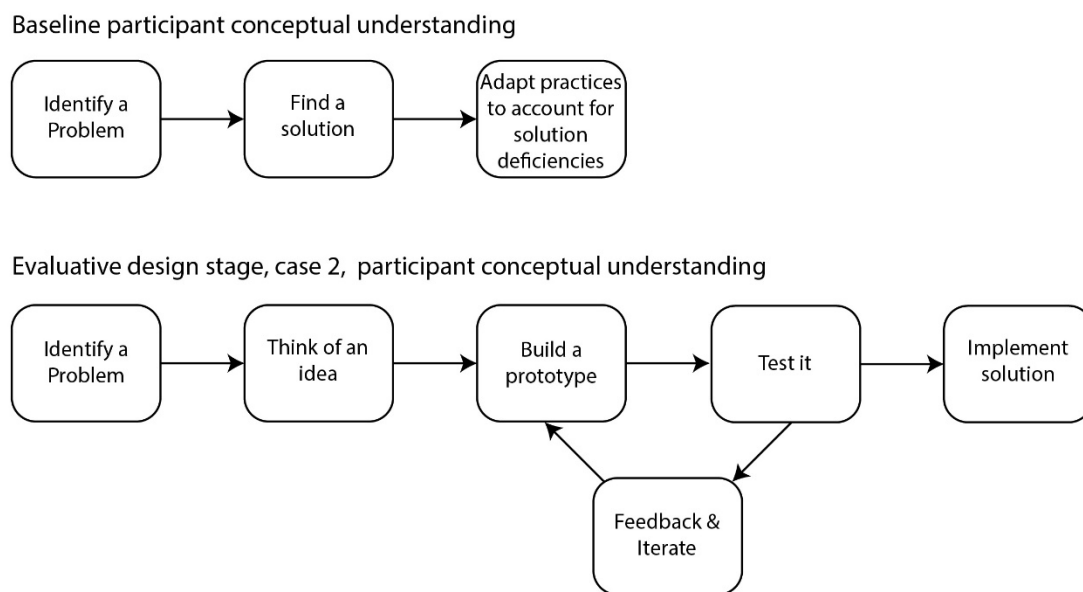 Baseline participant conceptual understanding
Identify a
Problem
Find a
solution
Adapt practices
to account for
solution
deficiencies
Evaluative design stage, case 2, participant conceptual understanding
Identify a
Problem
Think of an
idea
Build a
prototype
Test it
Implement
solution
Feedback &
Iterate